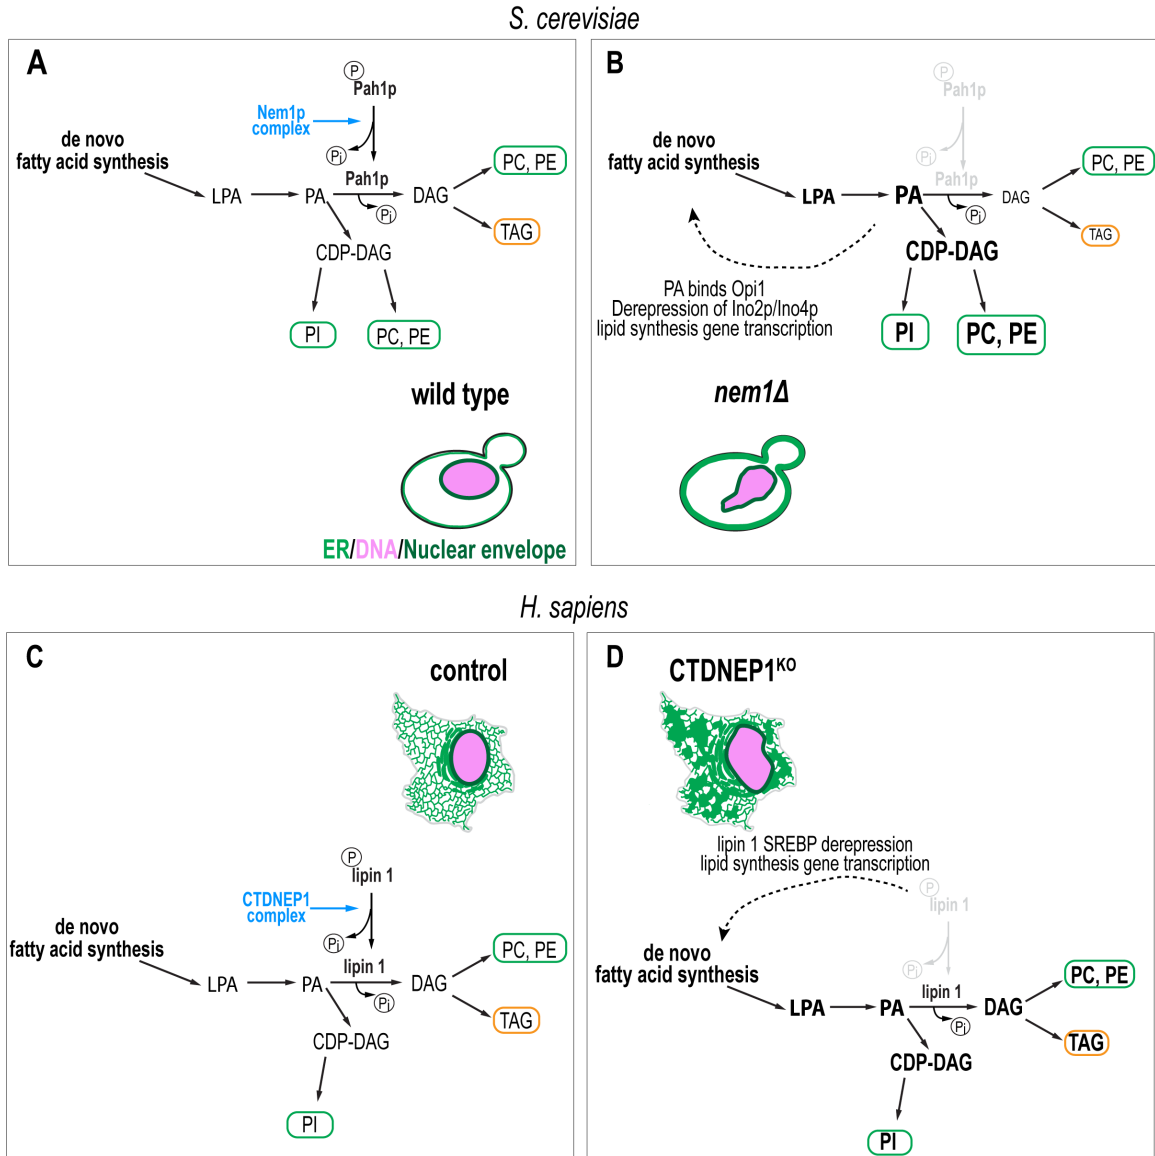 S. cerevisiae
A
P
Pah1p
Nem1p
complex
de novo
fatty acid synthesis
Pi
Pah1p
LPA
PA
DAG
Pi
PC, PE
TAG
CDP-DAG
PI
PC, PE
wild type
ER/DNA/Nuclear envelope
B
P
Pah1p
de novo
fatty acid synthesis
Pi
Pah1p
LPA
PA
DAG
Pi
PC, PE
TAG
CDP-DAG
PA binds Opi1
Derepression of Ino2p/Ino4p
lipid synthesis gene transcription
PI
PC, PE
nem1Δ
H. sapiens
C
control
P
lipin 1
CTDNEP1
complex
de novo
fatty acid synthesis
Pi
lipin 1
LPA
PA
DAG
Pi
PC, PE
TAG
CDP-DAG
PI
D
CTDNEP1KO
lipin 1 SREBP derepression
lipid synthesis gene transcription
P
lipin 1
de novo
fatty acid synthesis
Pi
lipin 1
LPA
PA
DAG
Pi
PC, PE
TAG
CDP-DAG
PI